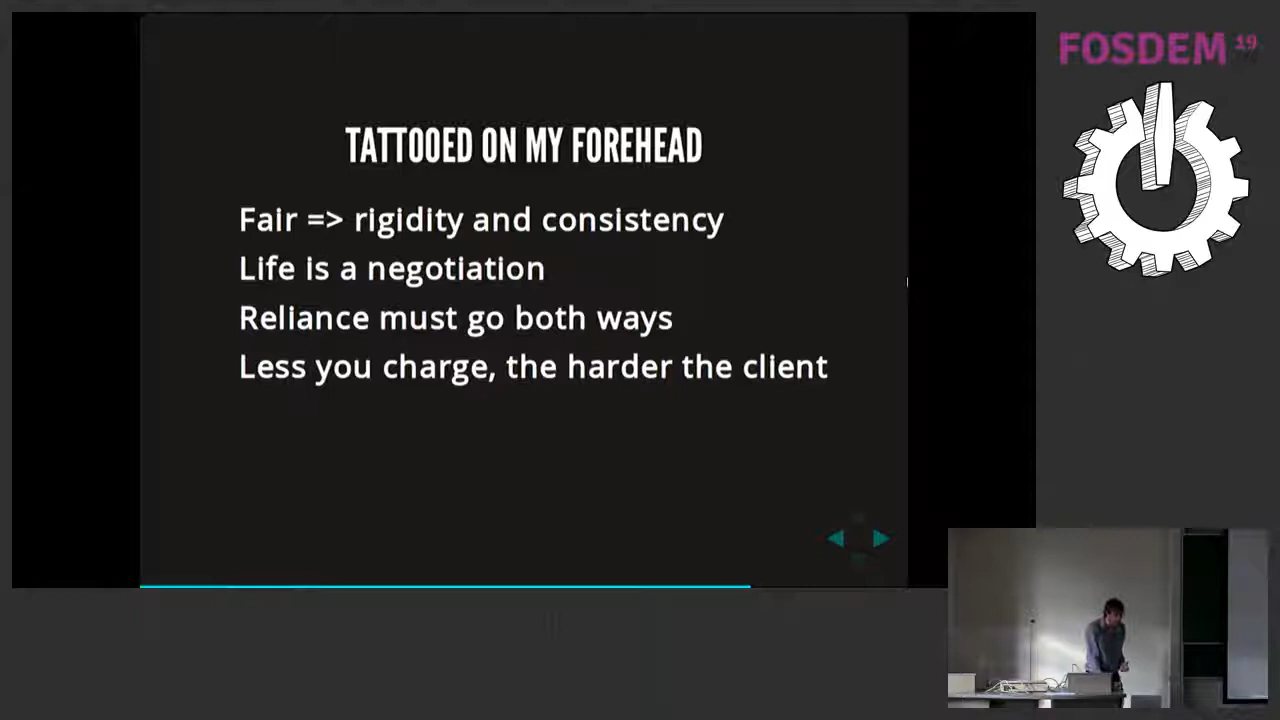 TATTOOED ON MY FOREHEAD
Fair => rigidity and consistency
Life is a negotiation
Reliance must go both ways
Less you charge, the harder the client
FOSDEM 19